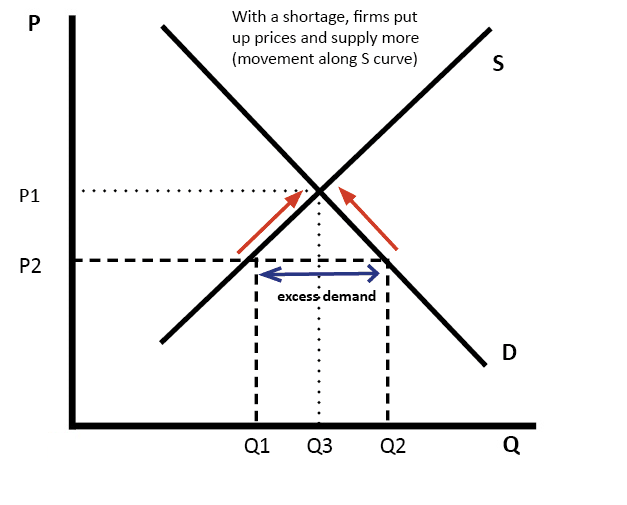 P
With a shortage, firms put
up prices and supply more
(movement along S curve)
S
P1
P2
excess demand
D
Q1 Q3 Q2 Q